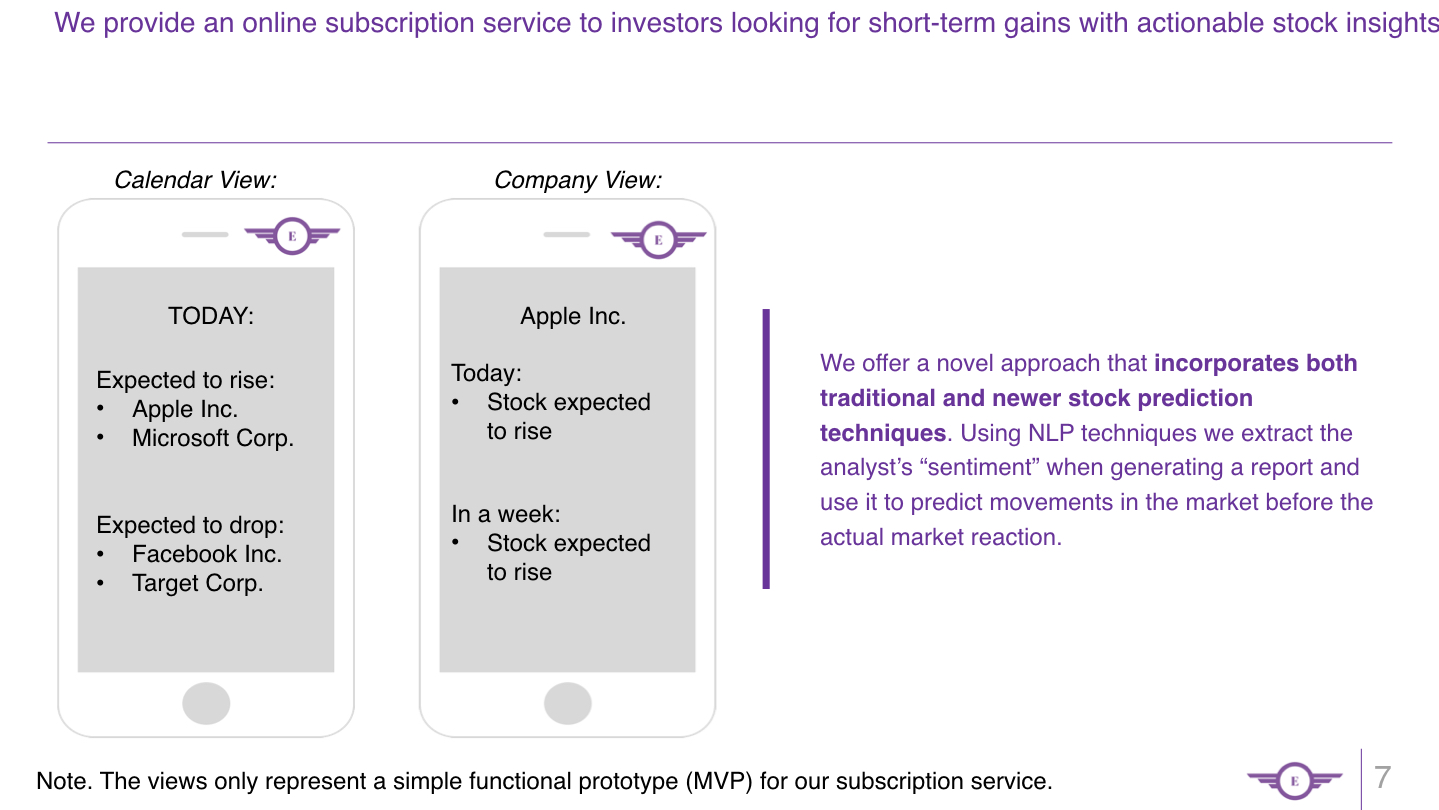 We provide an online subscription service to investors looking for short-term gains with actionable stock insights
Calendar View:
E
TODAY:
Expected to rise:
• Apple Inc.
• Microsoft Corp.
Expected to drop:
• Facebook Inc.
• Target Corp.
Company View:
E
Apple Inc.
Today:
• Stock expected
to rise
In a week:
• Stock expected
to rise
We offer a novel approach that incorporates both
traditional and newer stock prediction
techniques. Using NLP techniques we extract the
analyst’s “sentiment” when generating a report and
use it to predict movements in the market before the
actual market reaction.
Note. The views only represent a simple functional prototype (MVP) for our subscription service.
E
7